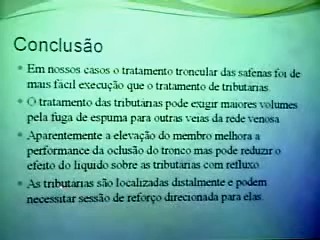 Conclusão
• Em nossos casos o tratamento troncular das safenas foi de
mais fácil execução que o tratamento de tributárias.
• O tratamento das tributárias pode exigir maiores volumes
pela fuga de espuma para outras veias da rede venosa
• Aparentemente a elevação do membro melhora a
performance da oclusão do tronco mas pode reduzir o
efeito do líquido sobre as tributárias com refluxo.
• As tributárias são localizadas distalmente e podem
necessitar sessão de reforço direcionada para elas.